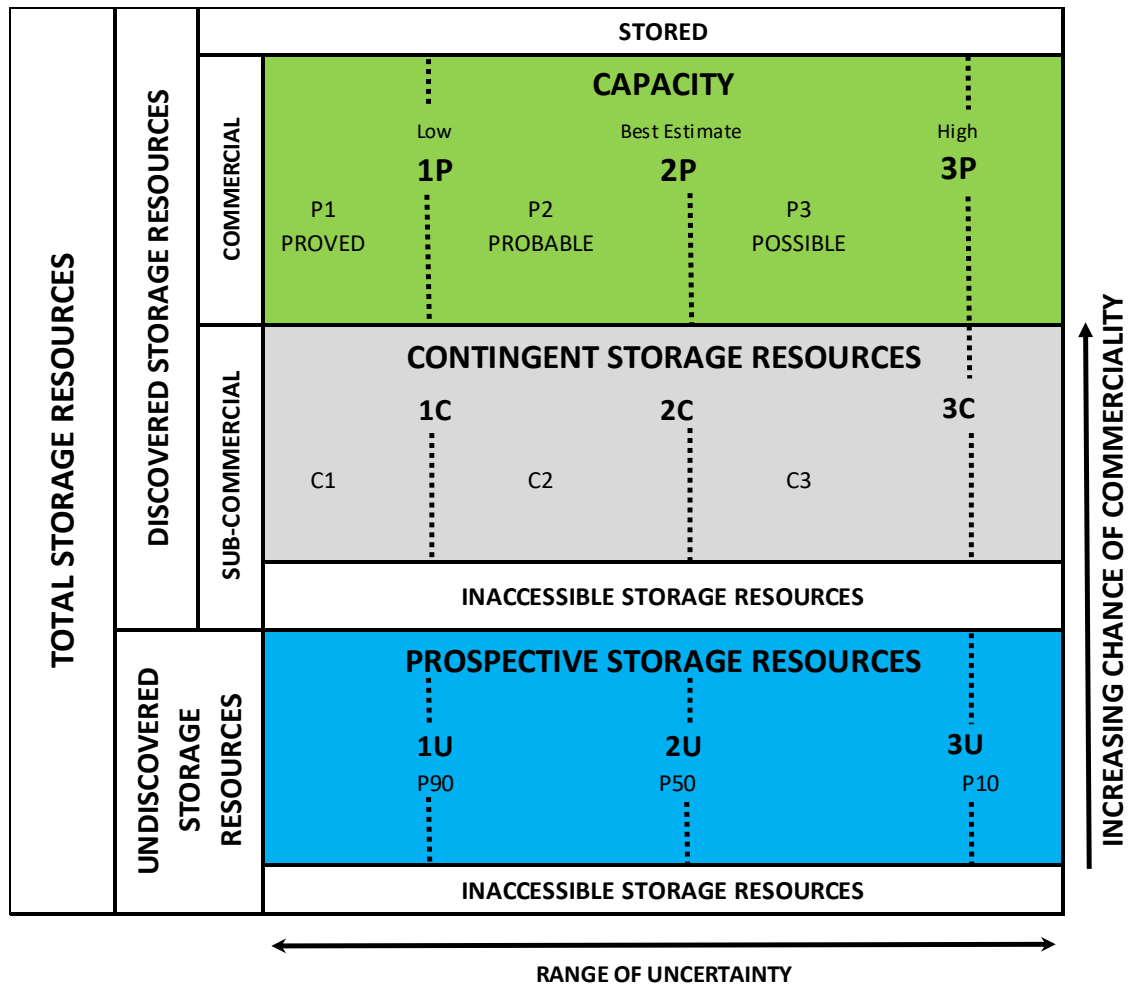 TOTAL STORAGE RESOURCES
DISCOVERED STORAGE RESOURCES
UNDISCOVERED
STORAGE
RESOURCES
COMMERCIAL
SUB-COMMERCIAL
STORED
CAPACITY
Low Best Estimate High
1P 2P 3P
P1 P2 P3
PROVED PROBABLE POSSIBLE
CONTINGENT STORAGE RESOURCES
1C 2C 3C
C1 C2 C3
INACCESSIBLE STORAGE RESOURCES
PROSPECTIVE STORAGE RESOURCES
1U 2U 3U
P90 P50 P10
INACCESSIBLE STORAGE RESOURCES
RANGE OF UNCERTAINTY
INCREASING CHANCE OF COMMERCIALITY